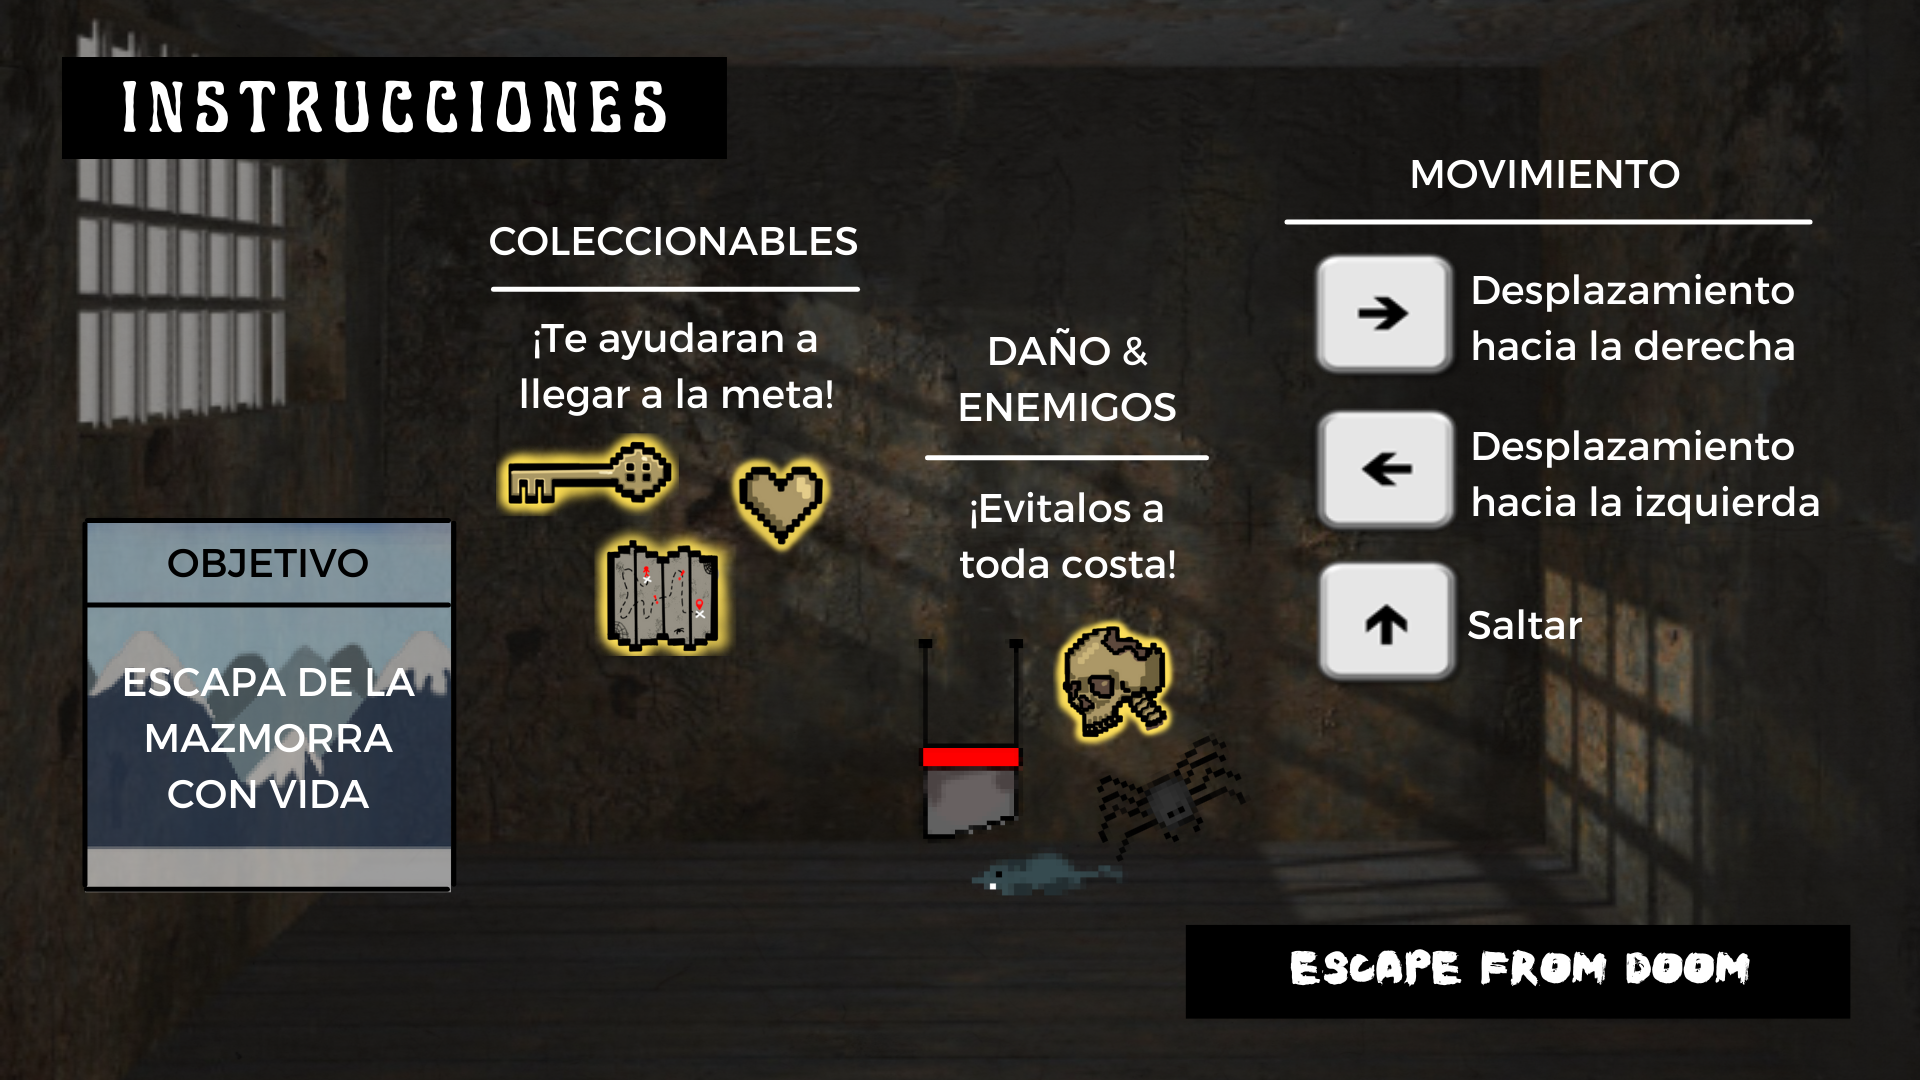 INSTRUCCIONES
OBJETIVO
ESCAPA DE LA
MAZMORRA
CON VIDA
COLECCIONABLES
¡Te ayudaran a
llegar a la meta!
DAÑO &
ENEMIGOS
¡Evitalos a
toda costa!
MOVIMIENTO
Desplazamiento
hacia la derecha
Desplazamiento
hacia la izquierda
Saltar
ESCAPE FROM DOOM